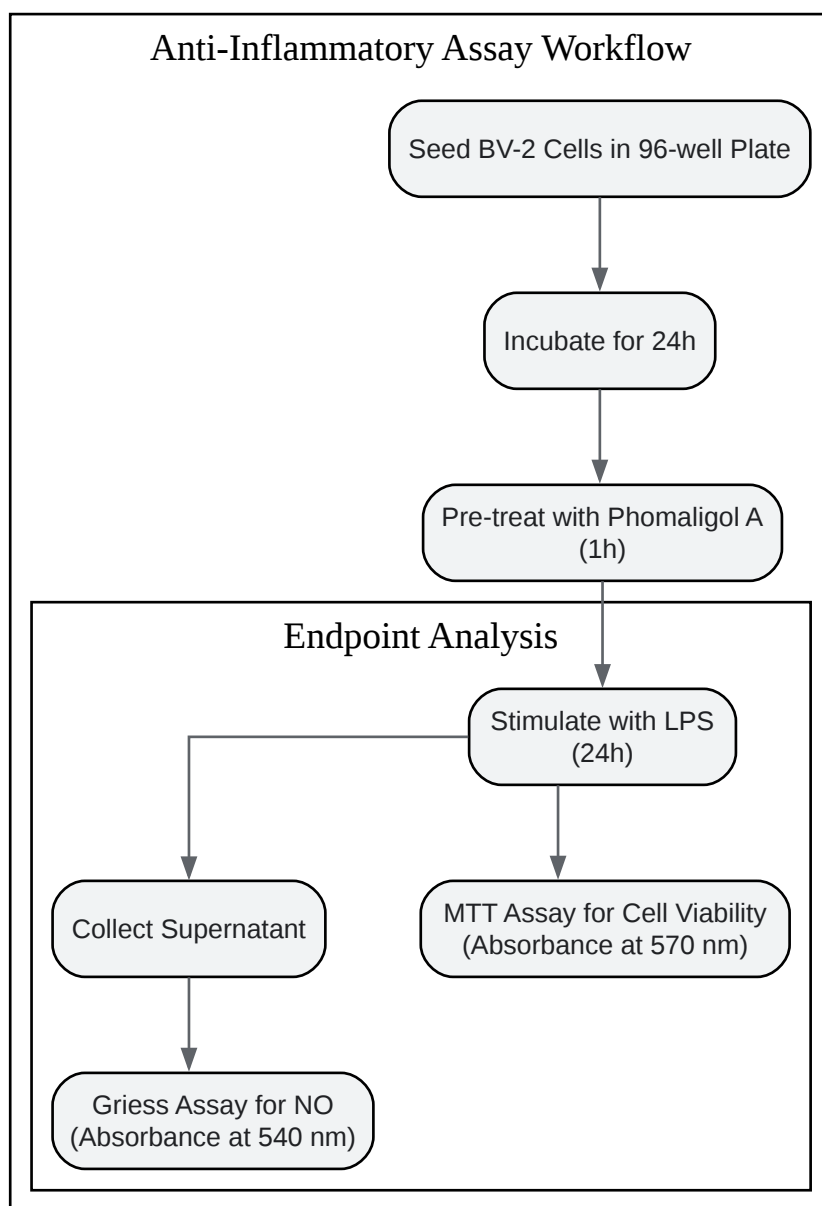 Anti-Inflammatory Assay Workflow
Seed BV-2 Cells in 96-well Plate
Incubate for 24h
Pre-treat with Phomaligol A
(1h)
Endpoint Analysis
Stimulate with LPS
(24h)
Collect Supernatant
MTT Assay for Cell Viability
(Absorbance at 570 nm)
Griess Assay for NO
(Absorbance at 540 nm)